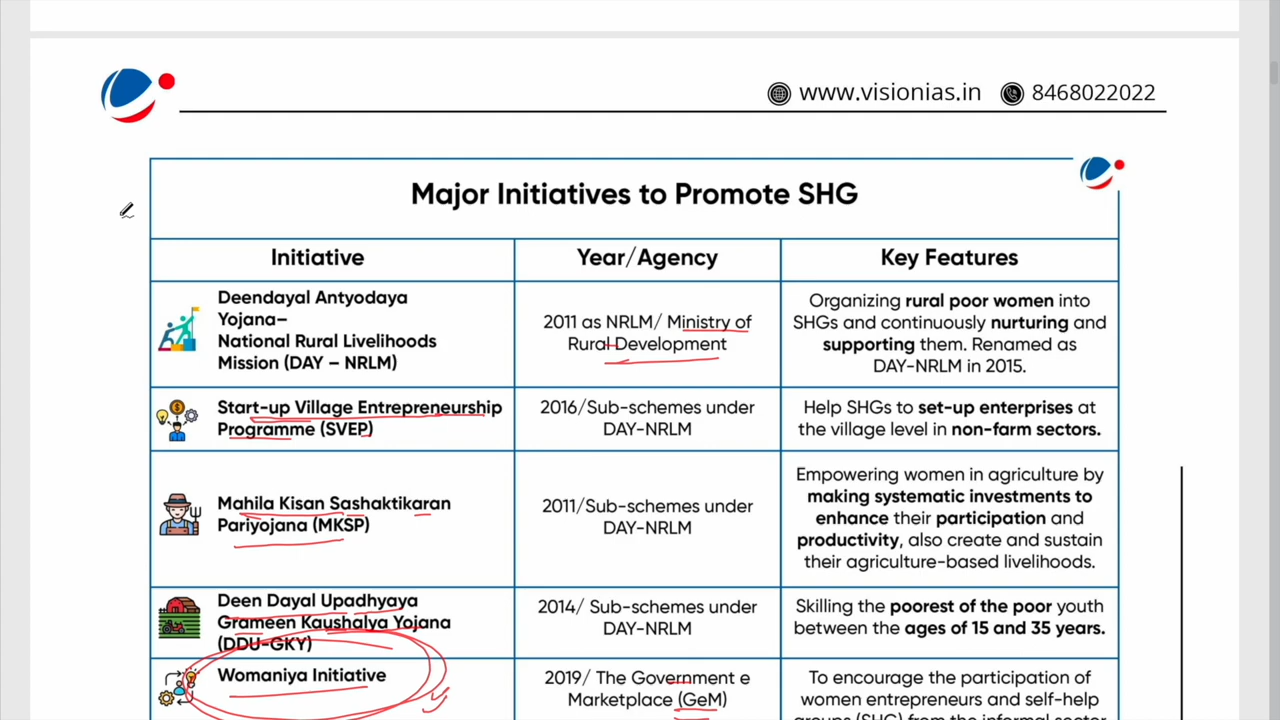 www.visionias.in 8468022022
Major Initiatives to Promote SHG
Initiative
Year/Agency
Key Features
Deendayal Antyodaya
Yojana–
National Rural Livelihoods
Mission (DAY – NRLM)
2011 as NRLM/ Ministry of
Rural Development
Organizing rural poor women into
SHGs and continuously nurturing and
supporting them. Renamed as
DAY-NRLM in 2015.
Start-up Village Entrepreneurship
Programme (SVEP)
2016/Sub-schemes under
DAY-NRLM
Help SHGs to set-up enterprises at
the village level in non-farm sectors.
Mahila Kisan Sashaktikaran
Pariyojana (MKSP)
2011/Sub-schemes under
DAY-NRLM
Empowering women in agriculture by
making systematic investments to
enhance their participation and
productivity, also create and sustain
their agriculture-based livelihoods.
Deen Dayal Upadhyaya
Grameen Kaushalya Yojana
(DDU-GKY)
2014/ Sub-schemes under
DAY-NRLM
Skilling the poorest of the poor youth
between the ages of 15 and 35 years.
Womaniya Initiative
2019/ The Government e
Marketplace (GeM)
To encourage the participation of
women entrepreneurs and self-help
groups (SHG) from the informal sector